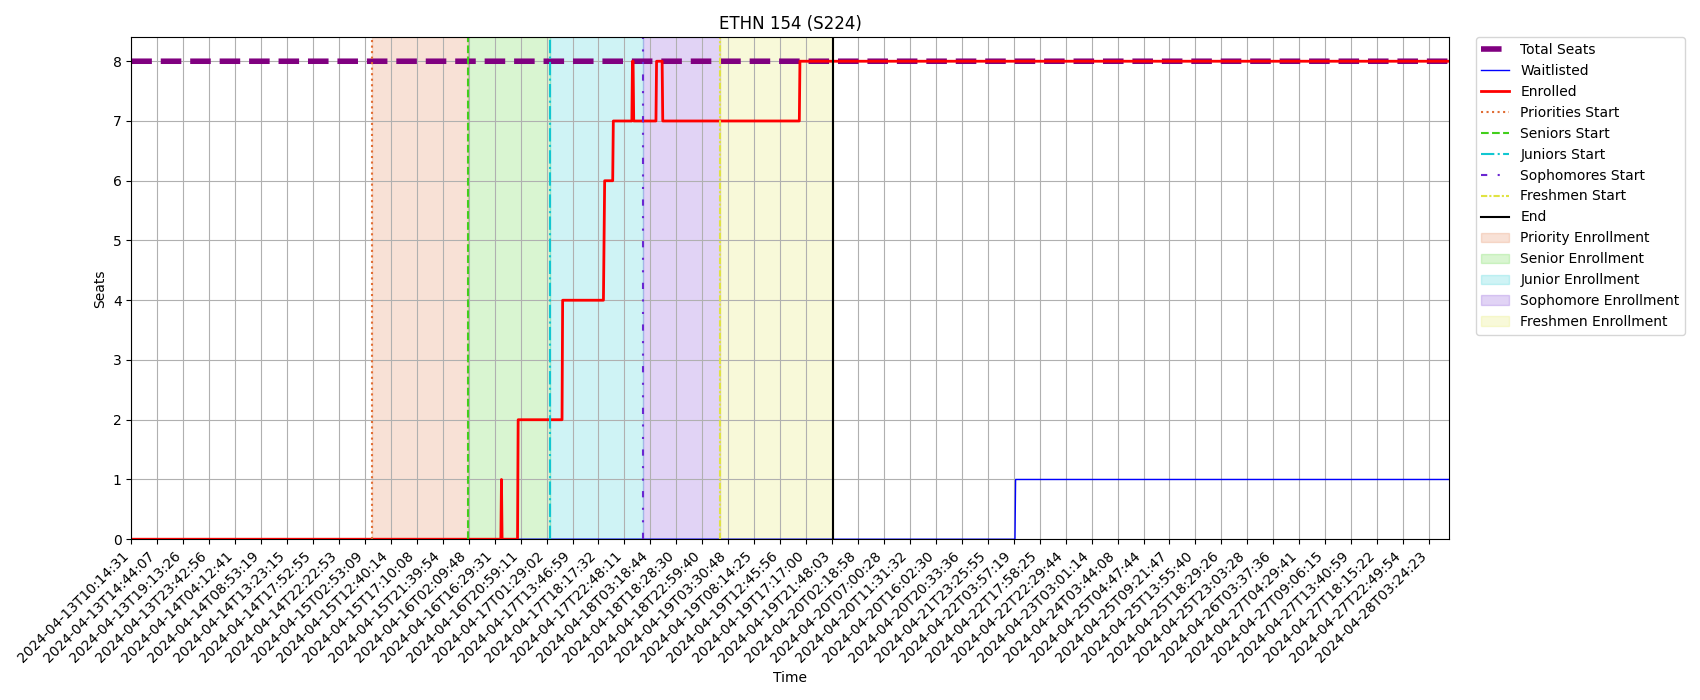 ETHN 154 (S224)
Seats
8
7
6
5
4
3
2
1
0
2024-04-13T10:14:31
2024-04-13T14:44:07
2024-04-13T19:13:26
2024-04-13T23:42:56
2024-04-14T04:12:41
2024-04-14T08:53:19
2024-04-14T13:23:15
2024-04-14T17:52:55
2024-04-14T22:22:53
2024-04-15T02:53:09
2024-04-15T12:40:14
2024-04-15T17:10:08
2024-04-15T21:39:54
2024-04-16T02:09:48
2024-04-16T16:29:31
2024-04-16T20:59:11
2024-04-17T01:29:02
2024-04-17T13:46:59
2024-04-17T18:17:32
2024-04-17T22:48:11
2024-04-18T03:18:44
2024-04-18T18:28:30
2024-04-18T22:59:40
2024-04-19T03:30:48
2024-04-19T08:14:25
2024-04-19T12:45:56
2024-04-19T17:17:00
2024-04-19T21:48:03
2024-04-20T02:18:58
2024-04-20T07:00:28
2024-04-20T11:31:32
2024-04-20T16:02:30
2024-04-20T20:33:36
2024-04-21T23:25:55
2024-04-22T03:57:19
2024-04-22T17:58:25
2024-04-22T22:29:44
2024-04-23T03:01:14
2024-04-24T03:44:08
2024-04-25T04:47:44
2024-04-25T09:21:47
2024-04-25T13:55:40
2024-04-25T18:29:26
2024-04-25T23:03:28
2024-04-26T03:37:36
2024-04-27T04:29:41
2024-04-27T09:06:15
2024-04-27T13:40:59
2024-04-27T18:15:22
2024-04-27T22:49:54
2024-04-28T03:24:23
Time
Total Seats
Waitlisted
Enrolled
Priorities Start
Seniors Start
Juniors Start
Sophomores Start
Freshmen Start
End
Priority Enrollment
Senior Enrollment
Junior Enrollment
Sophomore Enrollment
Freshmen Enrollment